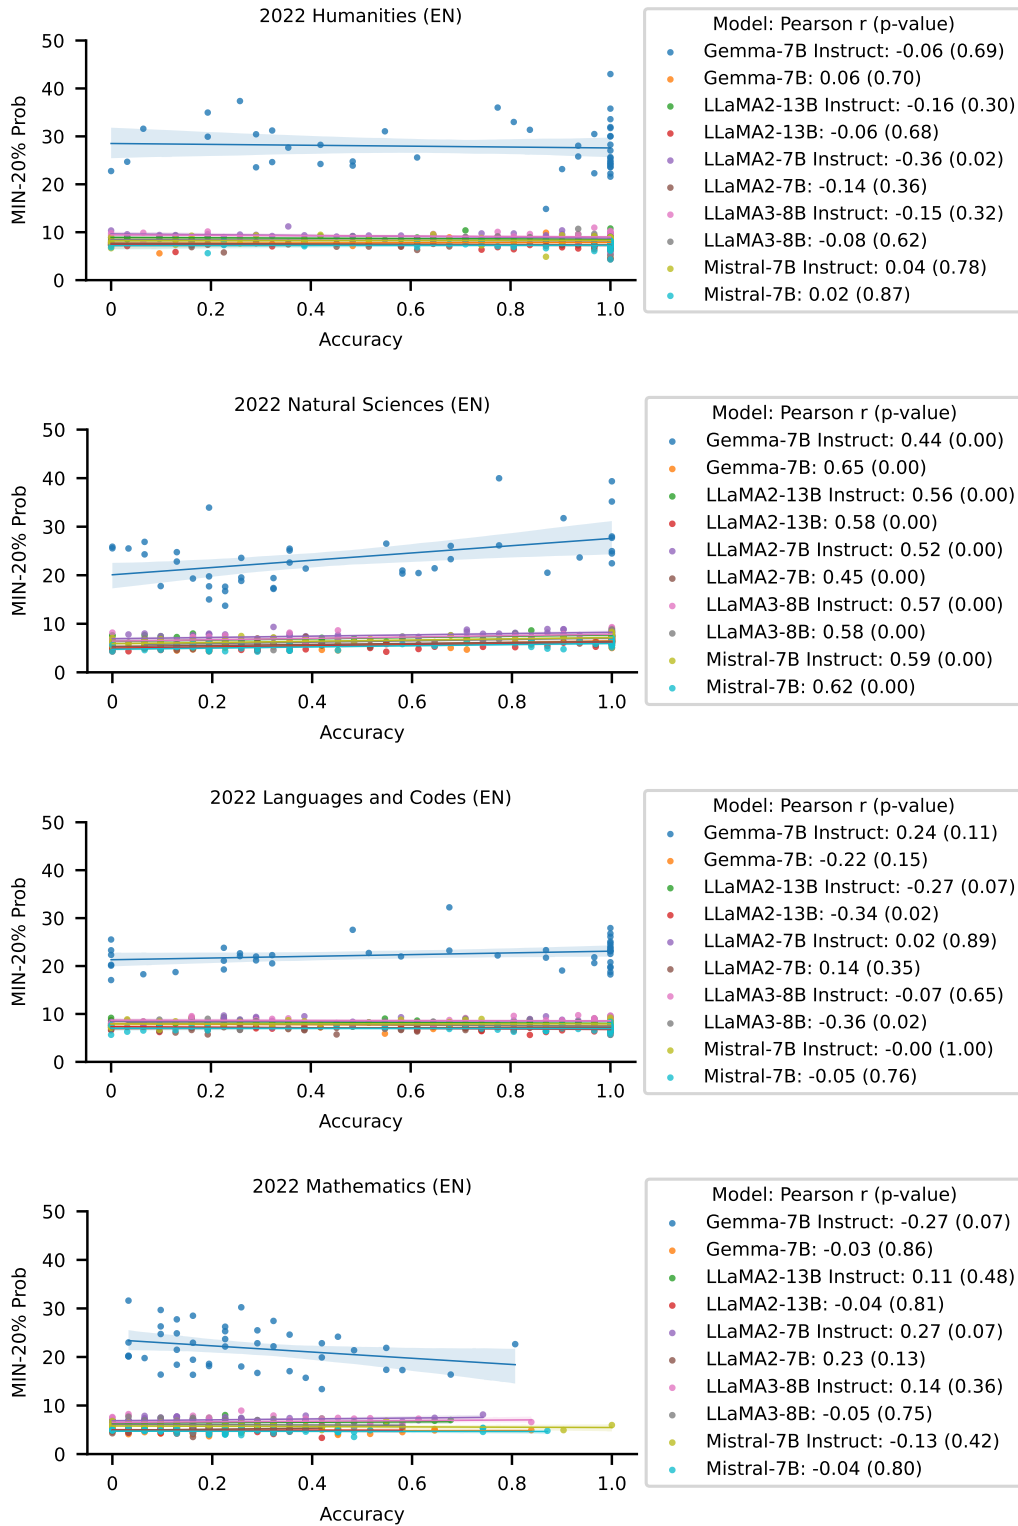 2022 Humanities (EN)
MIN-20% Prob
50
40
30
20
10
0
0 0.2 0.4 0.6 0.8 1.0
Accuracy
Model: Pearson r (p-value)
Gemma-7B Instruct: -0.06 (0.69)
Gemma-7B: 0.06 (0.70)
LLaMA2-13B Instruct: -0.16 (0.30)
LLaMA2-13B: -0.06 (0.68)
LLaMA2-7B Instruct: -0.36 (0.02)
LLaMA2-7B: -0.14 (0.36)
LLaMA3-8B Instruct: -0.15 (0.32)
LLaMA3-8B: -0.08 (0.62)
Mistral-7B Instruct: 0.04 (0.78)
Mistral-7B: 0.02 (0.87)
2022 Natural Sciences (EN)
MIN-20% Prob
50
40
30
20
10
0
0 0.2 0.4 0.6 0.8 1.0
Accuracy
Model: Pearson r (p-value)
Gemma-7B Instruct: 0.44 (0.00)
Gemma-7B: 0.65 (0.00)
LLaMA2-13B Instruct: 0.56 (0.00)
LLaMA2-13B: 0.58 (0.00)
LLaMA2-7B Instruct: 0.52 (0.00)
LLaMA2-7B: 0.45 (0.00)
LLaMA3-8B Instruct: 0.57 (0.00)
LLaMA3-8B: 0.58 (0.00)
Mistral-7B Instruct: 0.59 (0.00)
Mistral-7B: 0.62 (0.00)
2022 Languages and Codes (EN)
MIN-20% Prob
50
40
30
20
10
0
0 0.2 0.4 0.6 0.8 1.0
Accuracy
Model: Pearson r (p-value)
Gemma-7B Instruct: 0.24 (0.11)
Gemma-7B: -0.22 (0.15)
LLaMA2-13B Instruct: -0.27 (0.07)
LLaMA2-13B: -0.34 (0.02)
LLaMA2-7B Instruct: 0.02 (0.89)
LLaMA2-7B: 0.14 (0.35)
LLaMA3-8B Instruct: -0.07 (0.65)
LLaMA3-8B: -0.36 (0.02)
Mistral-7B Instruct: -0.00 (1.00)
Mistral-7B: -0.05 (0.76)
2022 Mathematics (EN)
MIN-20% Prob
50
40
30
20
10
0
0 0.2 0.4 0.6 0.8 1.0
Accuracy
Model: Pearson r (p-value)
Gemma-7B Instruct: -0.27 (0.07)
Gemma-7B: -0.03 (0.86)
LLaMA2-13B Instruct: 0.11 (0.48)
LLaMA2-13B: -0.04 (0.81)
LLaMA2-7B Instruct: 0.27 (0.07)
LLaMA2-7B: 0.23 (0.13)
LLaMA3-8B Instruct: 0.14 (0.36)
LLaMA3-8B: -0.05 (0.75)
Mistral-7B Instruct: -0.13 (0.42)
Mistral-7B: -0.04 (0.80)